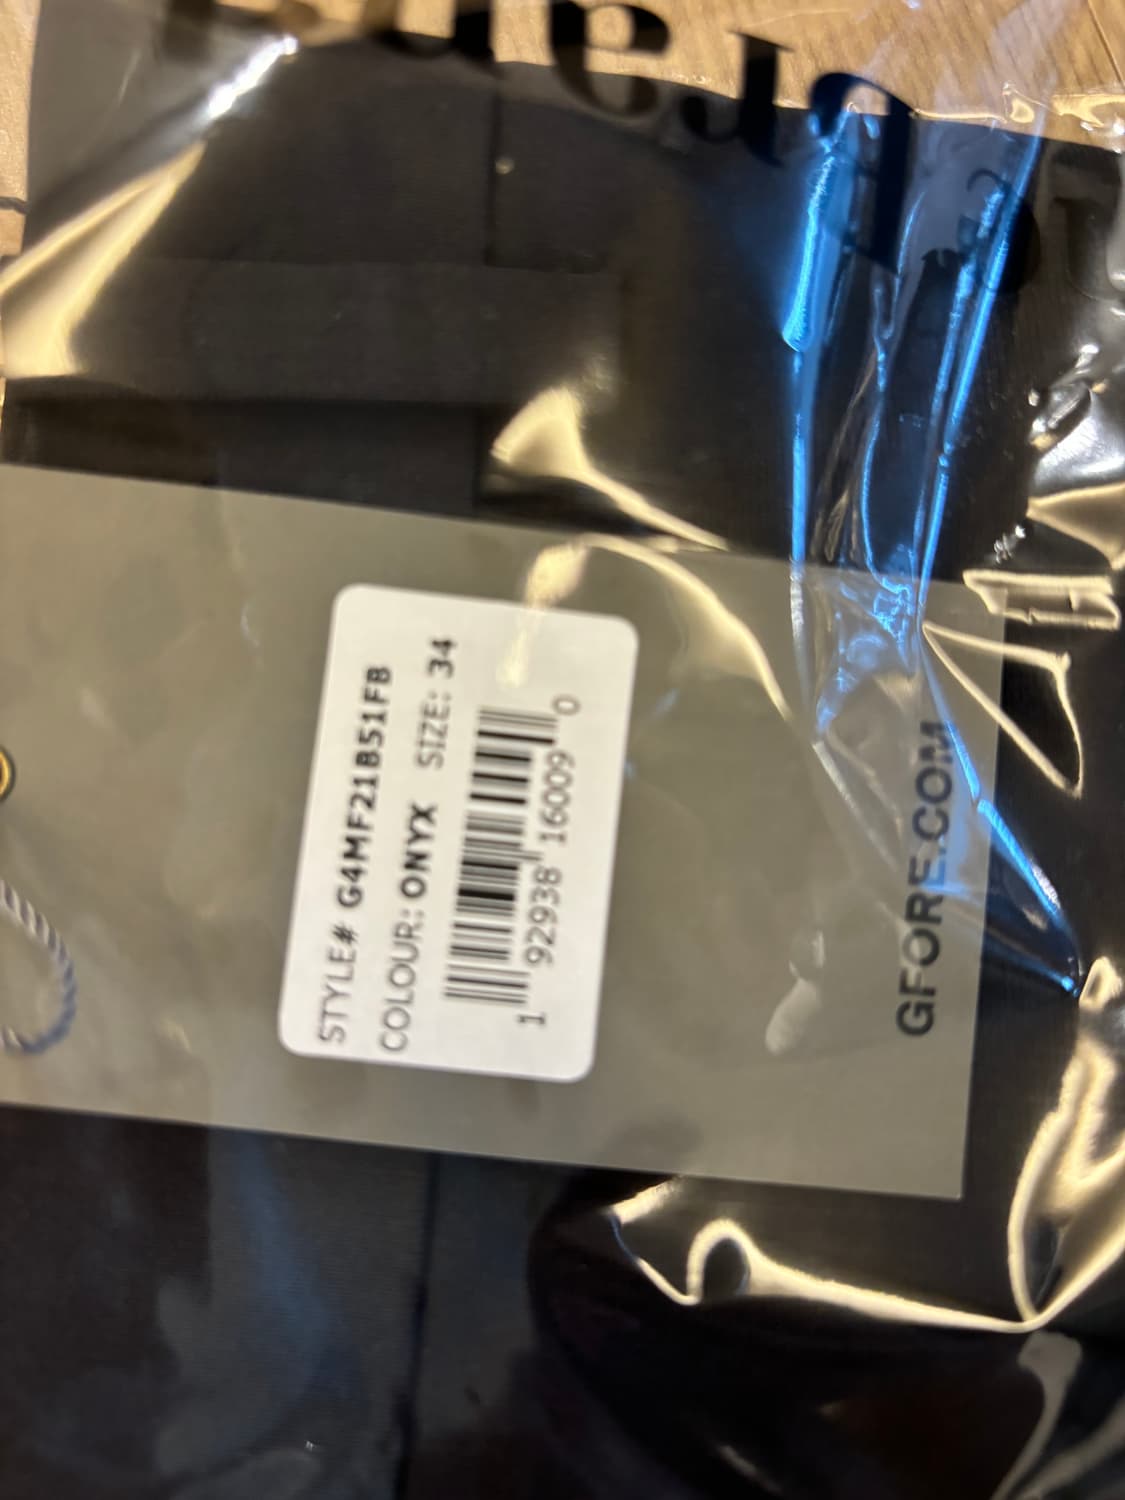 STYLE# G4MF21B51FB
COLOUR: ONYX SIZE: 34
1 92938 16009 0
GFORE.COM